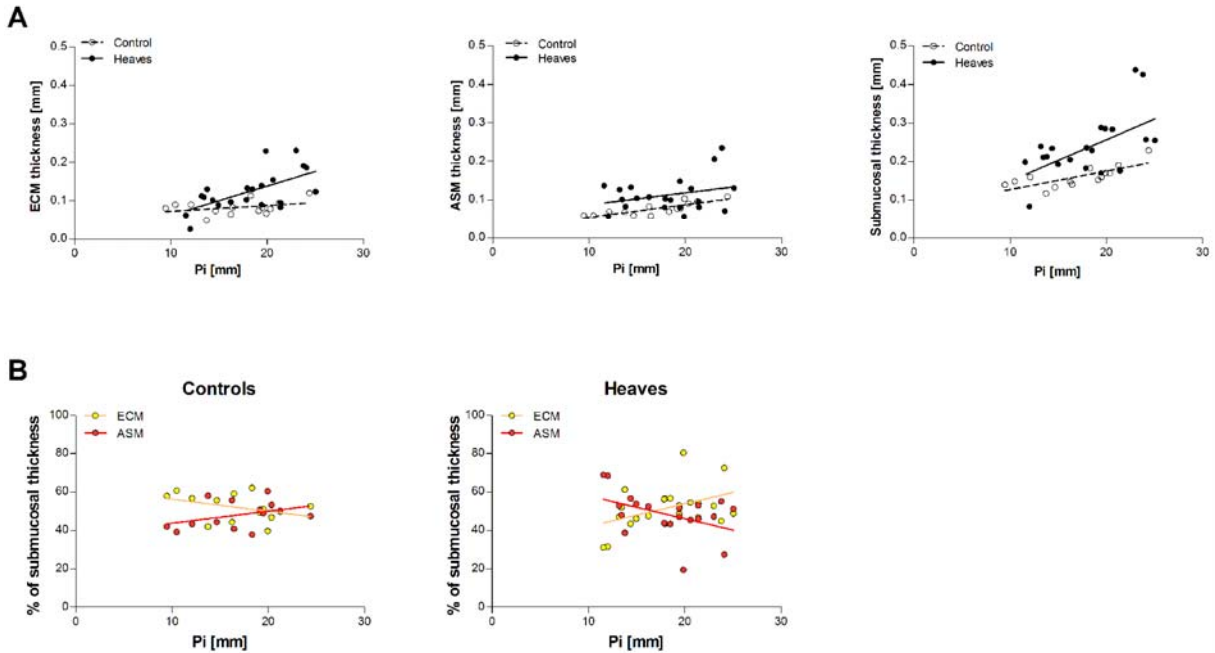 A
Control
Heaves
ECM thickness [mm]
0.5
0.4
0.3
0.2
0.1
0.0
0
10
20
30
Pi [mm]
Control
Heaves
ASM thickness [mm]
0.5
0.4
0.3
0.2
0.1
0.0
0
10
20
30
Pi [mm]
Control
Heaves
Submucosal thickness [mm]
0.5
0.4
0.3
0.2
0.1
0.0
0
10
20
30
Pi [mm]
B
Controls
ECM
ASM
% of submucosal thickness
100
80
60
40
20
0
0
10
20
30
Pi [mm]
Heaves
ECM
ASM
% of submucosal thickness
100
80
60
40
20
0
0
10
20
30
Pi [mm]